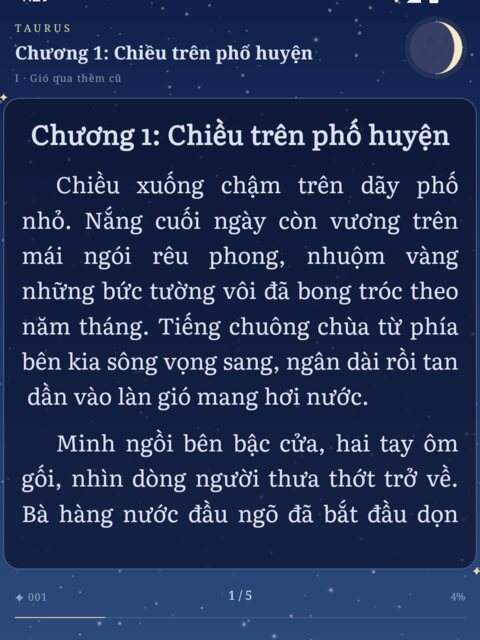 TAURUS
Chương 1: Chiều trên phố huyện
I · Gió qua thềm cũ
Chương 1: Chiều trên phố huyện
Chiều xuống chậm trên dãy phố
nhỏ. Nắng cuối ngày còn vương trên
mái ngói rêu phong, nhuộm vàng
những bức tường vôi đã bong tróc theo
năm tháng. Tiếng chuông chùa từ phía
bên kia sông vọng sang, ngân dài rồi tan
dần vào làn gió mang hơi nước.
Minh ngồi bên bậc cửa, hai tay ôm
gối, nhìn dòng người thưa thớt trở về.
Bà hàng nước đầu ngõ đã bắt đầu dọn
001
1 / 5
4%